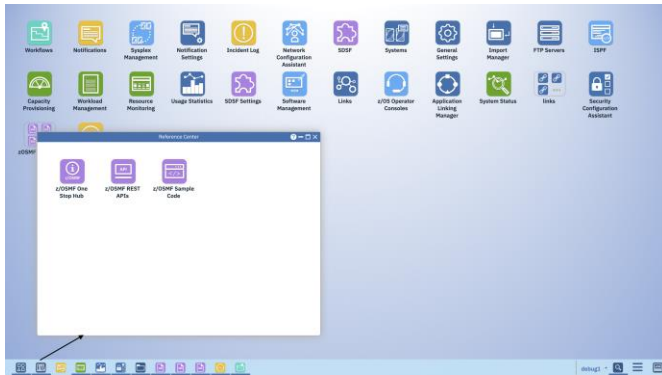 Workflows
Notifications
Sysplex
Management
Notification
Settings
Incident Log
Network
Configuration
Assistant
SDSF
Systems
General
Settings
Import
Manager
FTP Servers
ISPF
Capacity
Provisioning
Workload
Management
Resource
Monitoring
Usage Statistics
SDSF Settings
Software
Management
Links
z/OS Operator
Consoles
Application
Linking
Manager
System Status
links
Security
Configuration
Assistant
zOSMF
Reference Center
z/OSMF One
Stop Hub
z/OSMF REST
APIs
z/OSMF Sample
Code
debug1